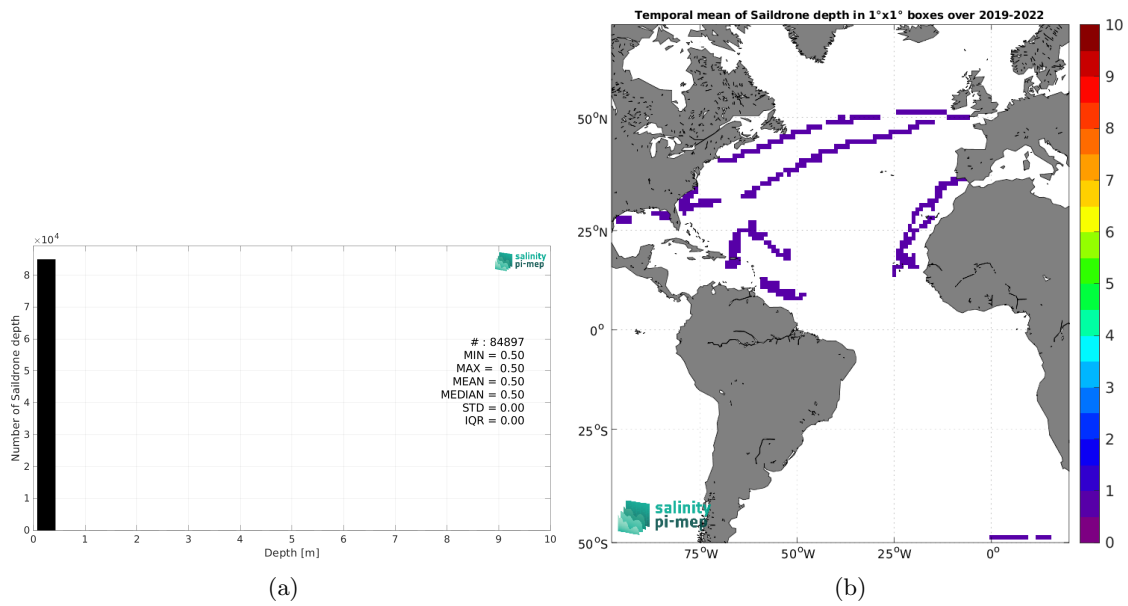 ×10⁴
8
7
6
5
4
3
2
1
0
Number of Saildrone depth
salinity
pi-mep
# : 84897
MIN = 0.50
MAX = 0.50
MEAN = 0.50
MEDIAN = 0.50
STD = 0.00
IQR = 0.00
0 1 2 3 4 5 6 7 8 9 10
Depth [m]
(a)
Temporal mean of Saildrone depth in 1°x1° boxes over 2019-2022
50°N
25°N
0°
25°S
50°S
75°W 50°W 25°W 0°
salinity
pi-mep
10
9
8
7
6
5
4
3
2
1
0
(b)